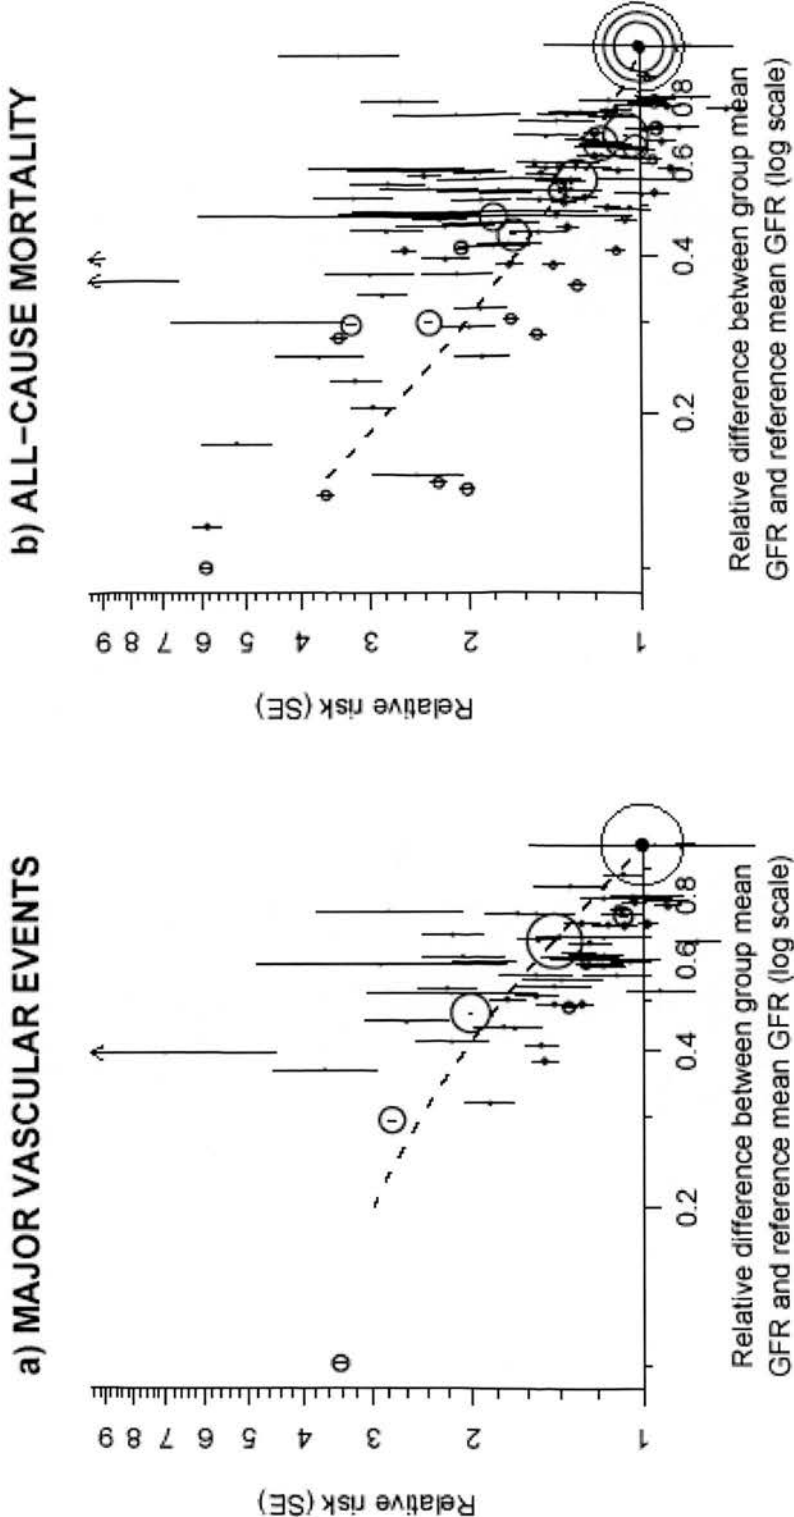 a) MAJOR VASCULAR EVENTS
Relative risk (SE)
9 8 7 6 5 4 3 2 1
0.2 0.4 0.6 0.8
Relative difference between group mean
GFR and reference mean GFR (log scale)
b) ALL-CAUSE MORTALITY
Relative risk (SE)
9 8 7 6 5 4 3 2 1
0.2 0.4 0.6 0.8
Relative difference between group mean
GFR and reference mean GFR (log scale)